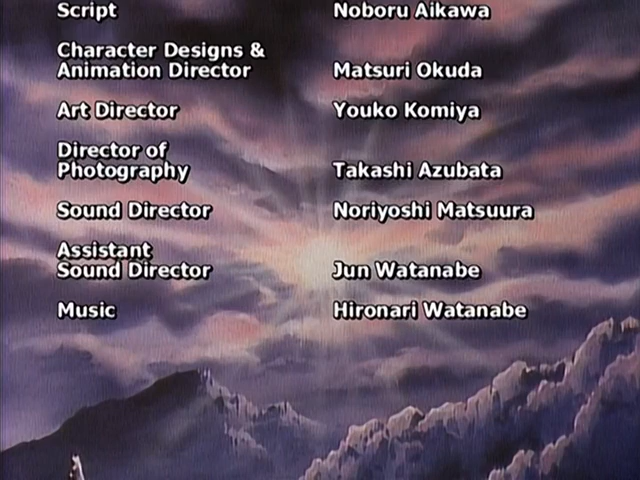 Script Noboru Aikawa
Character Designs &
Animation Director Matsuri Okuda
Art Director Youko Komiya
Director of
Photography Takashi Azubata
Sound Director Noriyoshi Matsuura
Assistant
Sound Director Jun Watanabe
Music Hironari Watanabe